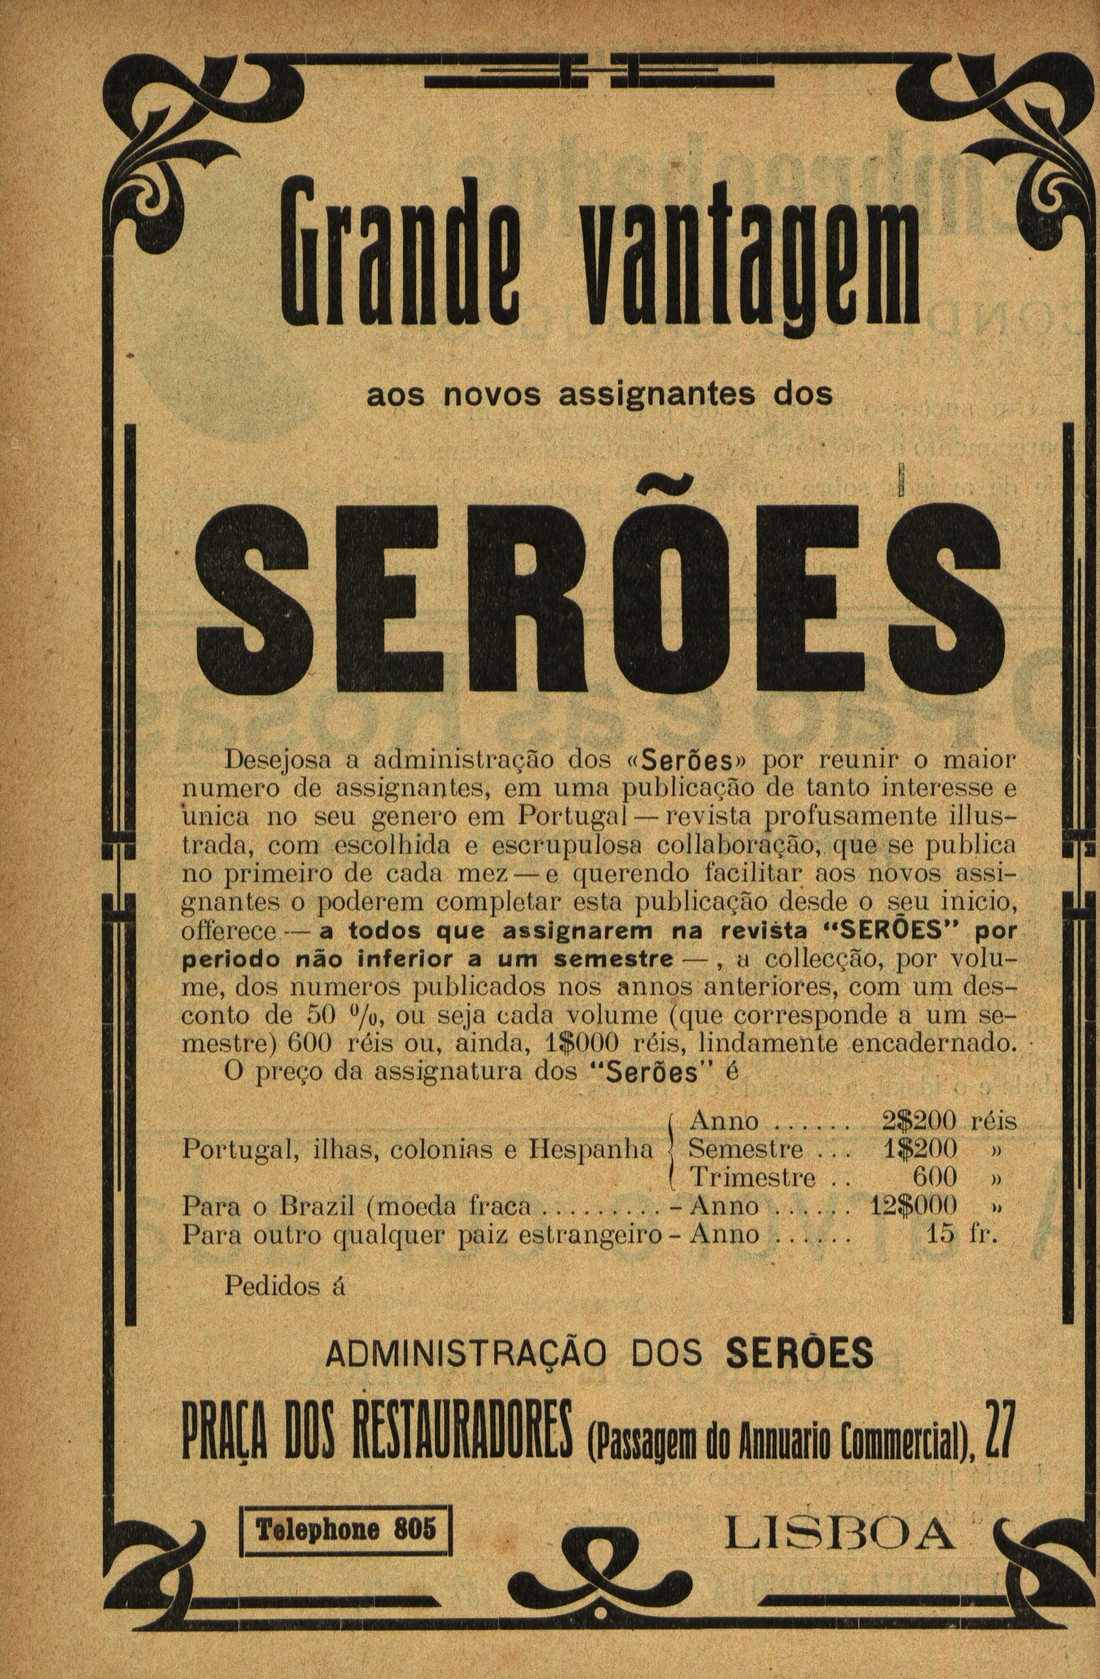 Grande vantagem
aos novos assignantes dos
SERÕES
Desejosa a administração dos «Serões» por reunir o maior
numero de assignantes, em uma publicação de tanto interesse e
unica no seu genero em Portugal — revista profusamente illus-
trada, com escolhida e escrupulosa collaboração, que se publica
no primeiro de cada mez — e querendo facilitar aos novos assi-
gnantes o poderem completar esta publicação desde o seu inicio,
offerece — a todos que assignarem na revista “SERÕES” por
periodo não inferior a um semestre — , a collecção, por volu-
me, dos numeros publicados nos annos anteriores, com um des-
conto de 50 %, ou seja cada volume (que corresponde a um se-
mestre) 600 réis ou, ainda, 1$000 réis, lindamente encadernado.
O preço da assignatura dos “Serões” é
Anno ...... 2$200 réis
Portugal, ilhas, colonias e Hespanha { Semestre ... 1$200 »
Trimestre .. 600 »
Para o Brazil (moeda fraca ......... - Anno ...... 12$000 »
Para outro qualquer paiz estrangeiro - Anno ...... 15 fr.
Pedidos á
ADMINISTRAÇÃO DOS SERÕES
PRAÇA DOS RESTAURADORES (Passagem do Annuario Commercial), 27
Telephone 805 LISBOA